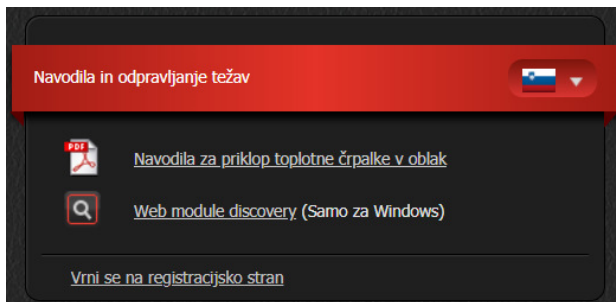 Navodila in odpravljanje težav
PDF
Navodila za priklop toplotne črpalke v oblak
Web module discovery (Samo za Windows)
Vrni se na registracijsko stran